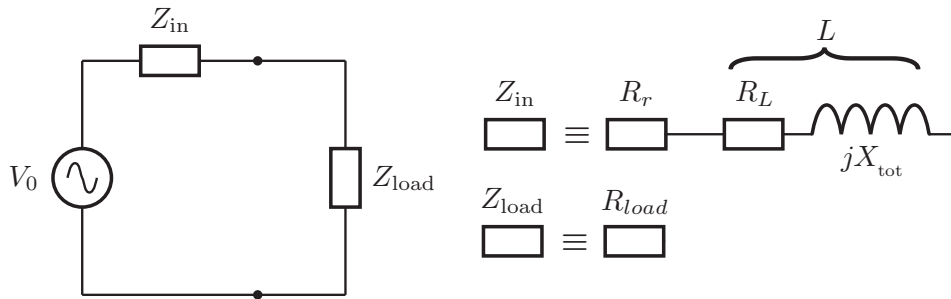 Z_in
V_0
Z_load
L
Z_in R_r R_L
≡
jX_tot
Z_load R_load
≡